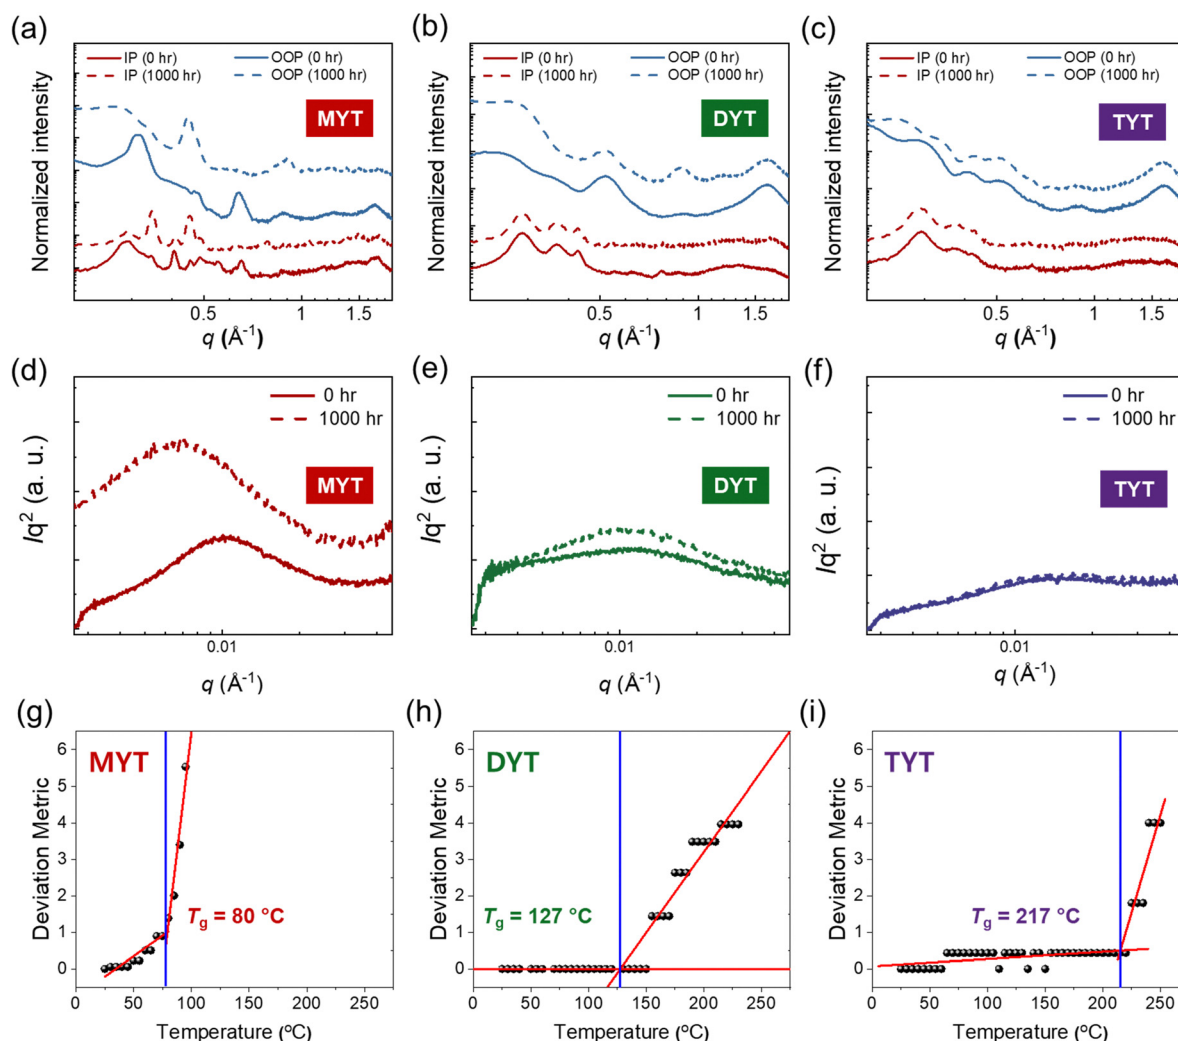 (a)
IP (0 hr) OOP (0 hr)
IP (1000 hr) OOP (1000 hr)
MYT
Normalized intensity
0.5 1 1.5
q (Å-1)
(b)
IP (0 hr) OOP (0 hr)
IP (1000 hr) OOP (1000 hr)
DYT
Normalized intensity
0.5 1 1.5
q (Å-1)
(c)
IP (0 hr) OOP (0 hr)
IP (1000 hr) OOP (1000 hr)
TYT
Normalized intensity
0.5 1 1.5
q (Å-1)
(d)
0 hr
1000 hr
MYT
Iq2 (a. u.)
0.01
q (Å-1)
(e)
0 hr
1000 hr
DYT
Iq2 (a. u.)
0.01
q (Å-1)
(f)
0 hr
1000 hr
TYT
Iq2 (a. u.)
0.01
q (Å-1)
(g)
MYT
Tg = 80 °C
Deviation Metric
6
5
4
3
2
1
0
0 50 100 150 200 250
Temperature (ºC)
(h)
DYT
Tg = 127 °C
Deviation Metric
6
5
4
3
2
1
0
0 50 100 150 200 250
Temperature (ºC)
(i)
TYT
Tg = 217 °C
Deviation Metric
6
5
4
3
2
1
0
0 50 100 150 200 250
Temperature (ºC)